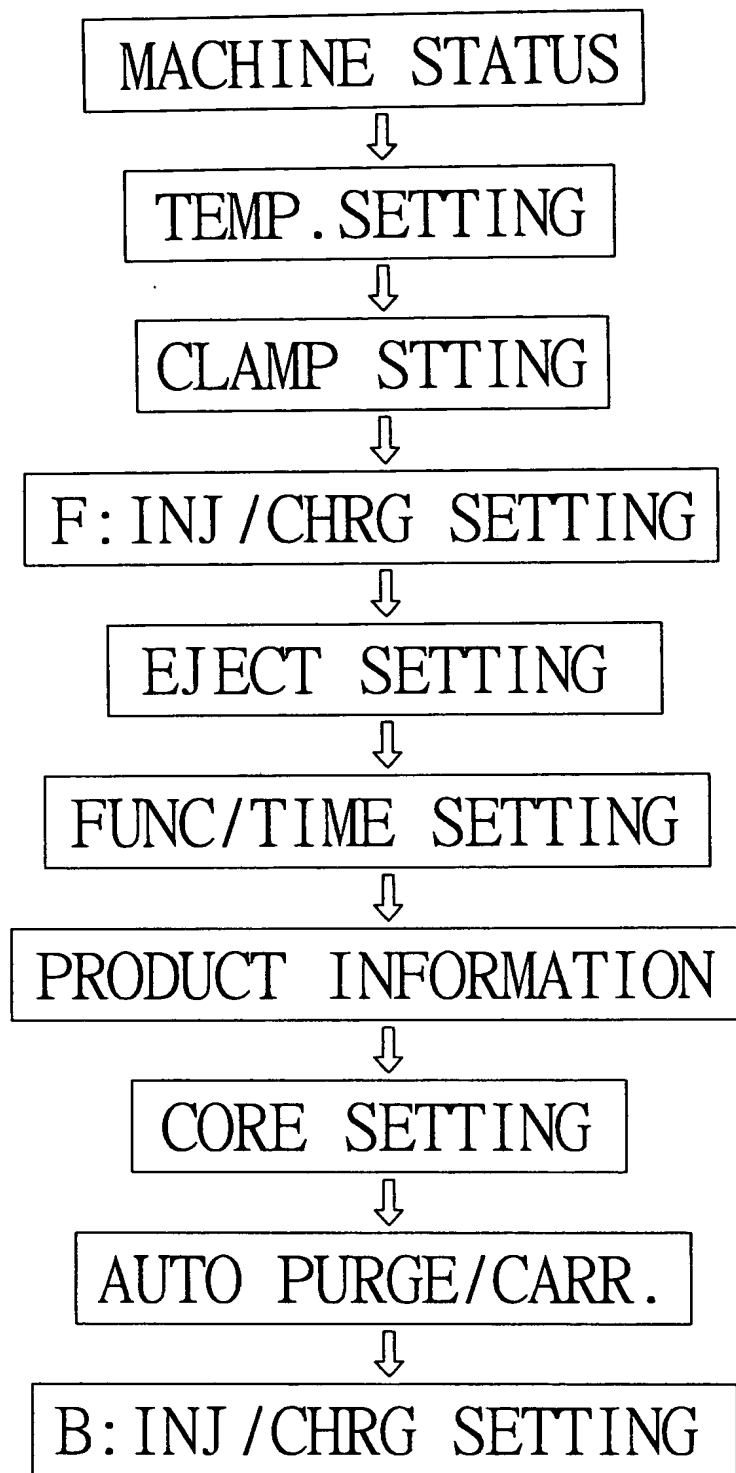 MACHINE STATUS
TEMP.SETTING
CLAMP STTING
F:INJ/CHRG SETTING
EJECT SETTING
FUNC/TIME SETTING
PRODUCT INFORMATION
CORE SETTING
AUTO PURGE/CARR.
B:INJ/CHRG SETTING